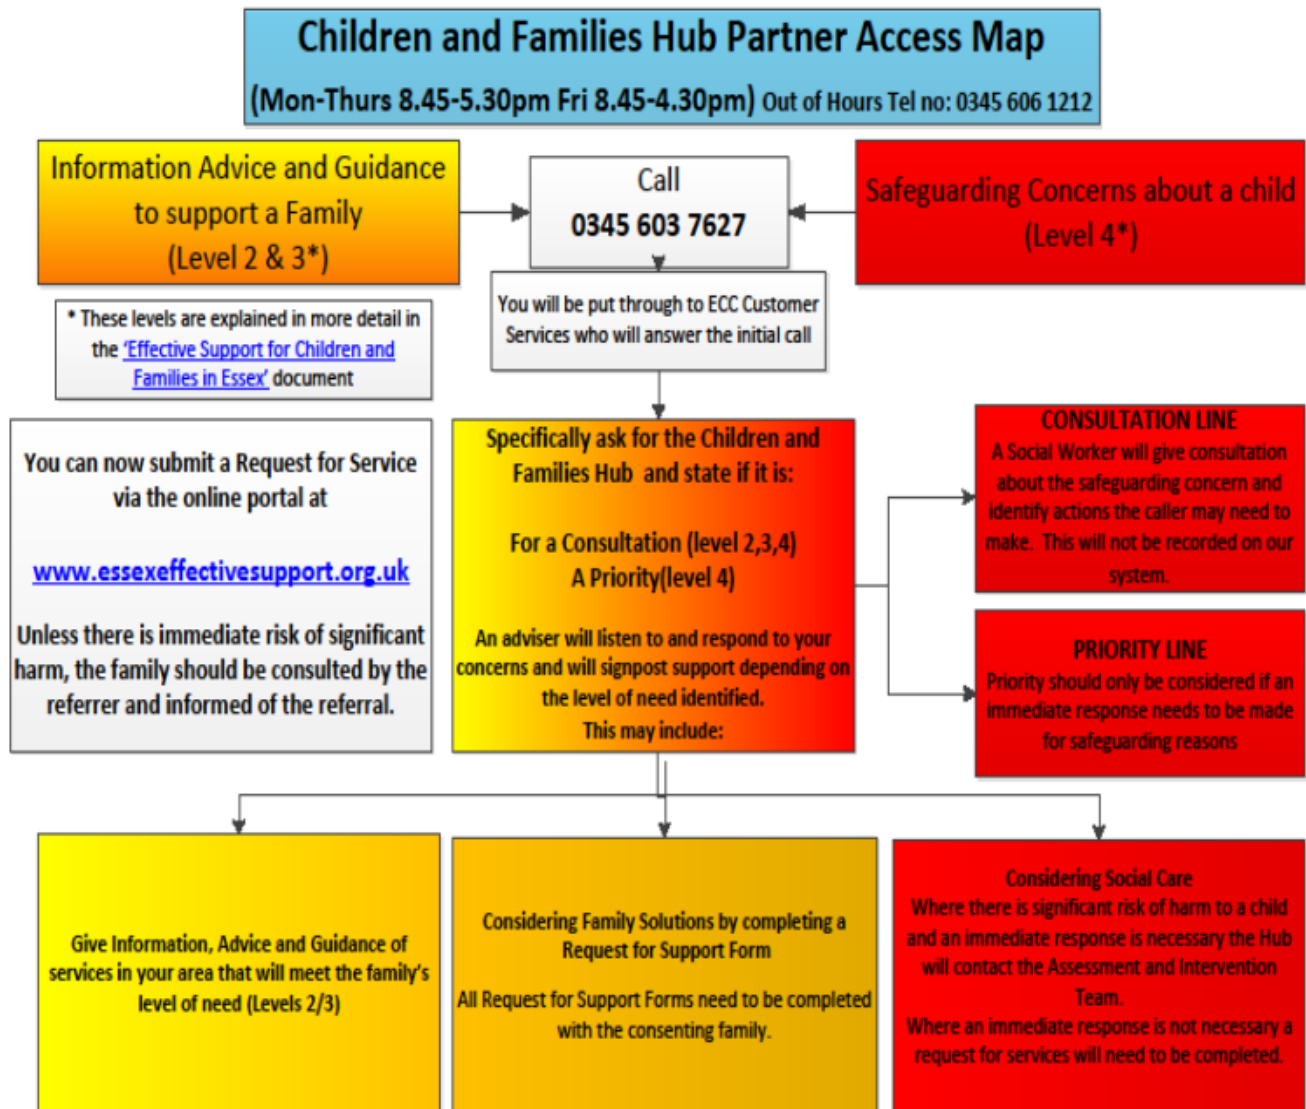 Children and Families Hub Partner Access Map
(Mon-Thurs 8.45-5.30pm Fri 8.45-4.30pm) Out of Hours Tel no: 0345 606 1212
Information Advice and Guidance
to support a Family
(Level 2 & 3*)
Call
0345 603 7627
Safeguarding Concerns about a child
(Level 4*)
You will be put through to ECC Customer
Services who will answer the initial call
* These levels are explained in more detail in
the 'Effective Support for Children and
Families in Essex' document
You can now submit a Request for Service
via the online portal at
www.essexeffectivesupport.org.uk
Unless there is immediate risk of significant
harm, the family should be consulted by the
referrer and informed of the referral.
Specifically ask for the Children and
Families Hub and state if it is:
For a Consultation (level 2,3,4)
A Priority(level 4)
An adviser will listen to and respond to your
concerns and will signpost support depending on
the level of need identified.
This may include:
CONSULTATION LINE
A Social Worker will give consultation
about the safeguarding concern and
identify actions the caller may need to
make. This will not be recorded on our
system.
PRIORITY LINE
Priority should only be considered if an
immediate response needs to be made
for safeguarding reasons
Give Information, Advice and Guidance of
services in your area that will meet the family's
level of need (Levels 2/3)
Considering Family Solutions by completing a
Request for Support Form
All Request for Support Forms need to be completed
with the consenting family.
Considering Social Care
Where there is significant risk of harm to a child
and an immediate response is necessary the Hub
will contact the Assessment and Intervention
Team.
Where an immediate response is not necessary a
request for services will need to be completed.